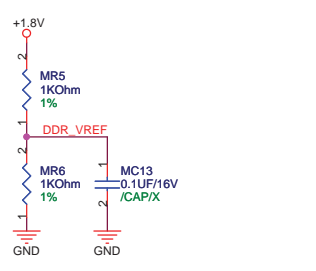 +1.8V
2
MR5
1KOhm
1%
1
DDR_VREF
2
1
MR6
MC13
1KOhm
0.1UF/16V
1%
/CAP/X
1
2
GND
GND